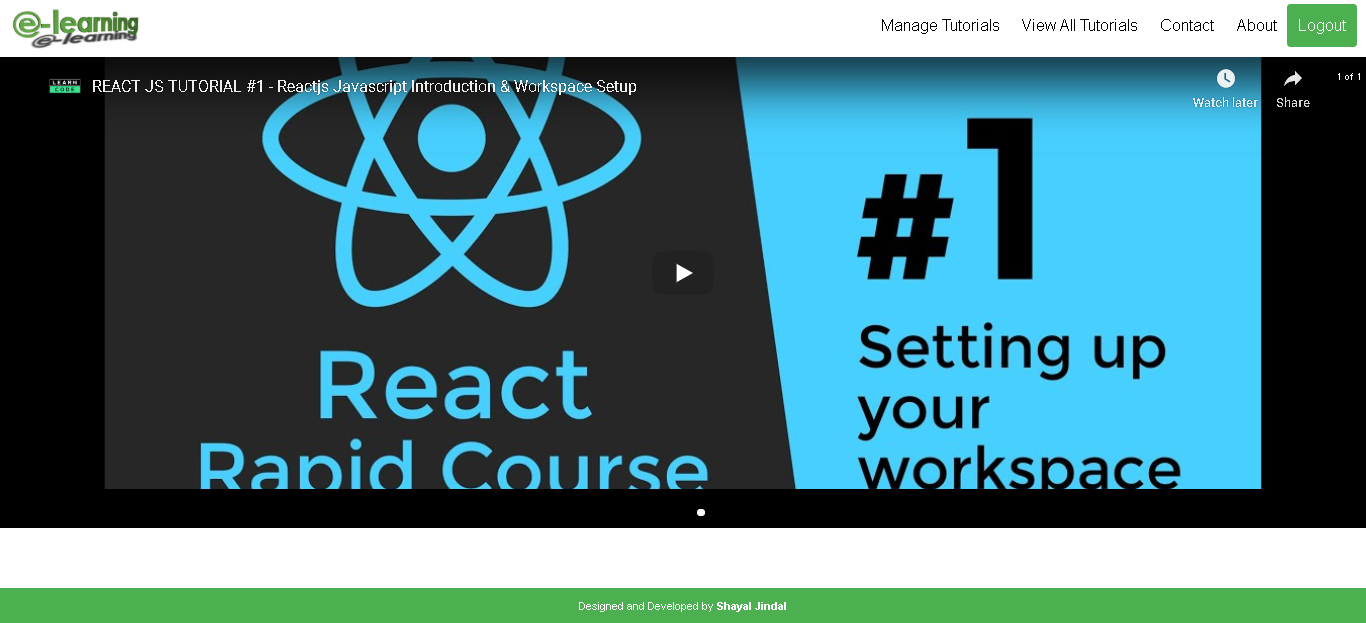 e-learning
e-learning
Manage Tutorials
View All Tutorials
Contact
About
Logout
LEARN
CODE
REACT JS TUTORIAL #1 - Reactjs Javascript Introduction & Workspace Setup
Watch later
Share
1 of 1
#1
React
Rapid Course
Setting up
your
workspace
Designed and Developed by Shayal Jindal